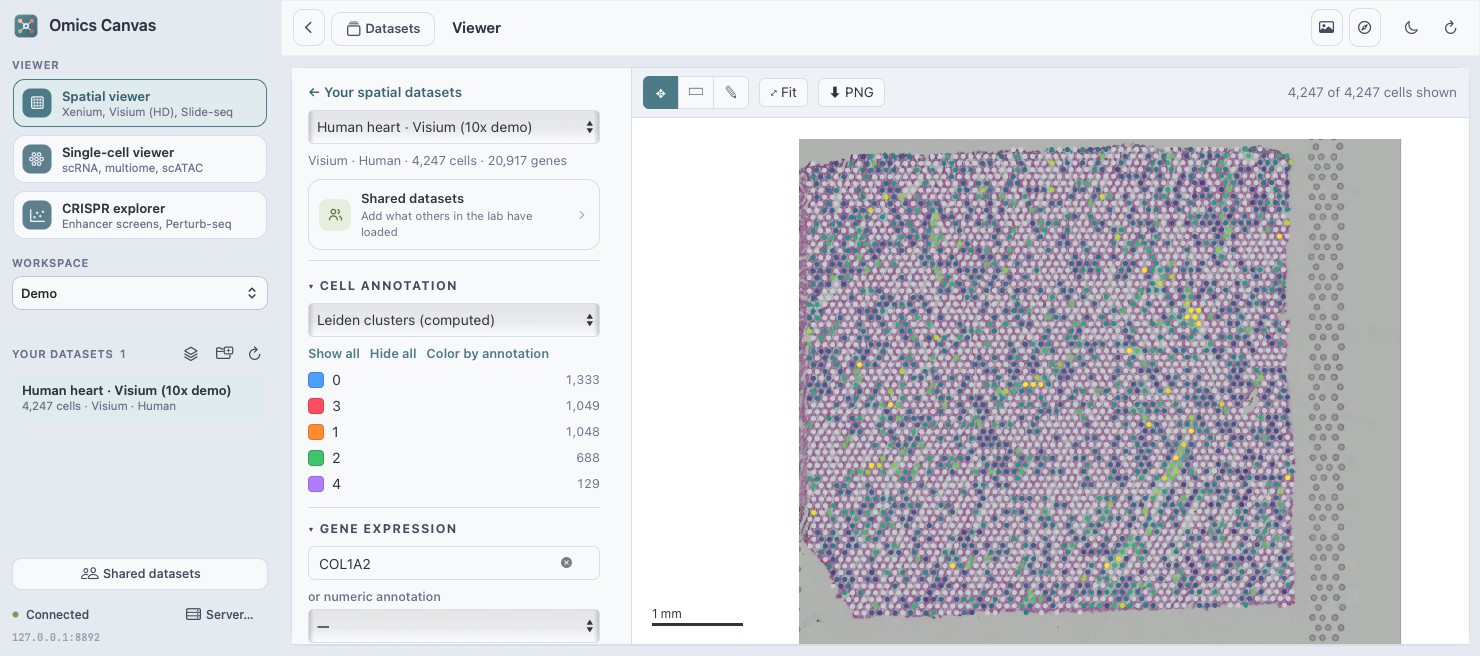 Omics Canvas
VIEWER
Spatial viewer
Xenium, Visium (HD), Slide-seq
Single-cell viewer
scRNA, multiome, scATAC
CRISPR explorer
Enhancer screens, Perturb-seq
WORKSPACE
Demo
YOUR DATASETS 1
Human heart · Visium (10x demo)
4,247 cells · Visium · Human
Shared datasets
Connected
Server...
127.0.0.1:8892
Datasets
Viewer
← Your spatial datasets
Human heart · Visium (10x demo)
Visium · Human · 4,247 cells · 20,917 genes
Shared datasets
Add what others in the lab have
loaded
CELL ANNOTATION
Leiden clusters (computed)
Show all Hide all Color by annotation
0 1,333
3 1,049
1 1,048
2 688
4 129
GENE EXPRESSION
COL1A2
or numeric annotation
—
Fit
PNG
4,247 of 4,247 cells shown
1 mm